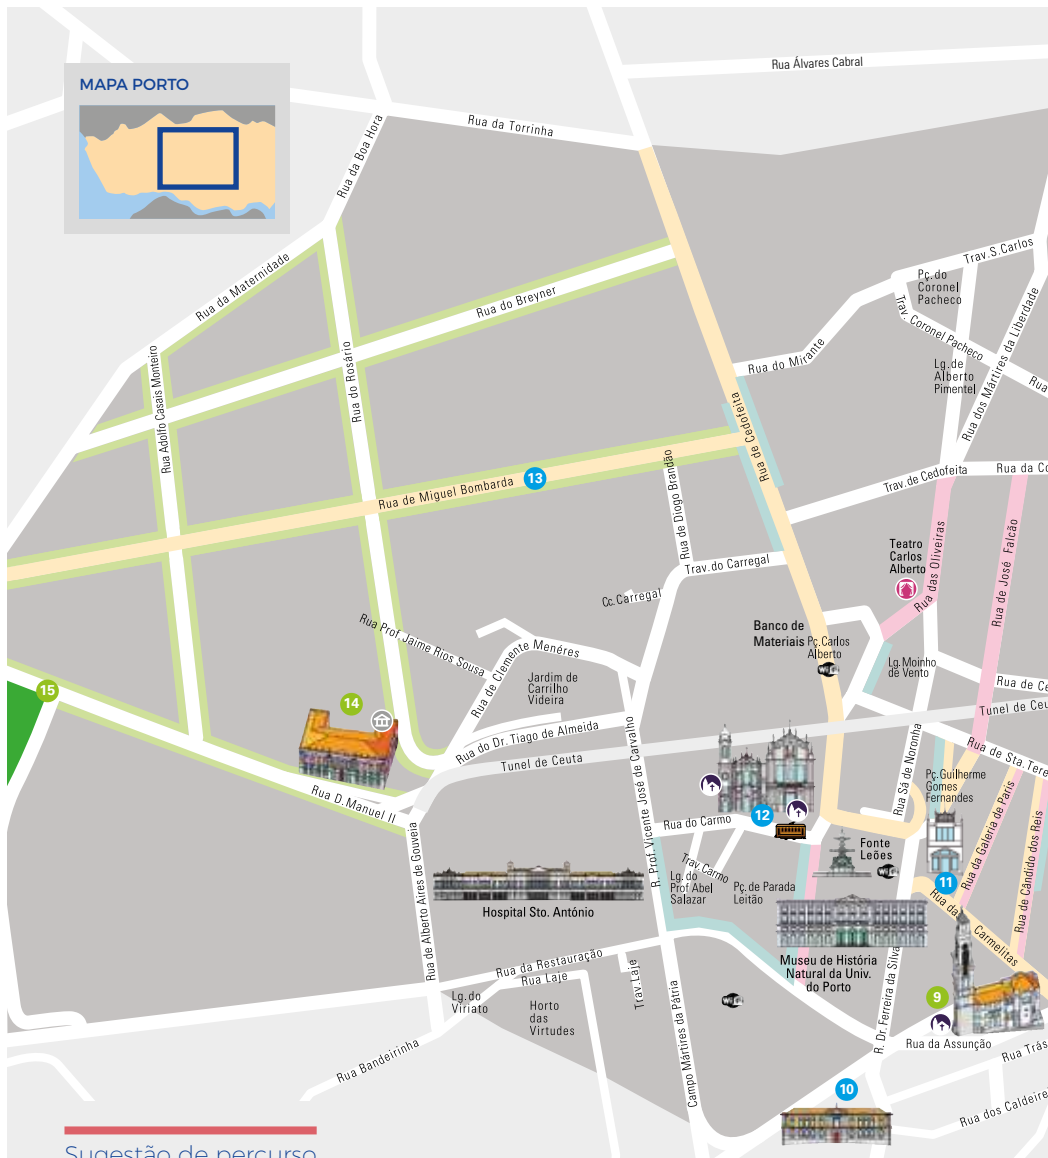 MAPA PORTO
Rua Álvares Cabral
Rua da Torrinha
Rua da Boa Hora
Trav. S. Carlos
Rua da Maternidade
Pç. do
Coronel
Pacheco
Rua do Breyner
Trav. Coronel Pacheco
Rua dos Mártires da Liberdade
Rua do Mirante
Rua do Rosário
Rua Adolfo Casais Monteiro
Lg. de
Alberto
Pimentel
Rua
Rua de Cedofeita
Trav. de Cedofeita
Rua da Co
13
Rua de Miguel Bombarda
Rua de Diogo Brandão
Teatro
Carlos
Alberto
Rua das Oliveiras
Rua de José Falcão
Trav. do Carregal
Cc. Carregal
Banco de
Materiais
Pç. Carlos
Alberto
WiFi
Rua Prof. Jaime Rios Sousa
Rua de Clemente Menéres
Jardim de
Carrilho
Videira
Lg. Moinho
de Vento
Rua de Ce
15
14
Tunel de Ceu
Rua do Dr. Tiago de Almeida
Tunel de Ceuta
R. Prof. Vicente José de Carvalho
Rua Sá de Noronha
Rua de Sta. Tere
Rua D. Manuel II
Pç. Guilherme
Gomes
Fernandes
Rua da Galeria de Paris
Rua de Cândido dos Reis
Rua do Carmo
12
Fonte
Leões
WiFi
Trav. Carmo
Lg. do
Prof Abel
Salazar
Pç. de Parada
Leitão
11
Rua da Carmelitas
Rua de Alberto Aires de Gouveia
Hospital Sto. António
Museu de História
Natural da Univ.
do Porto
Rua da Restauração
Rua Laje
Trav. Laje
Lg. do
Viriato
Horto
das
Virtudes
WiFi
Campo Mártires da Pátria
R. Dr. Ferreira da Silva
9
Rua da Assunção
Rua Trás
Rua Bandeirinha
10
Rua dos Caldeirei
Sugestão de percurso